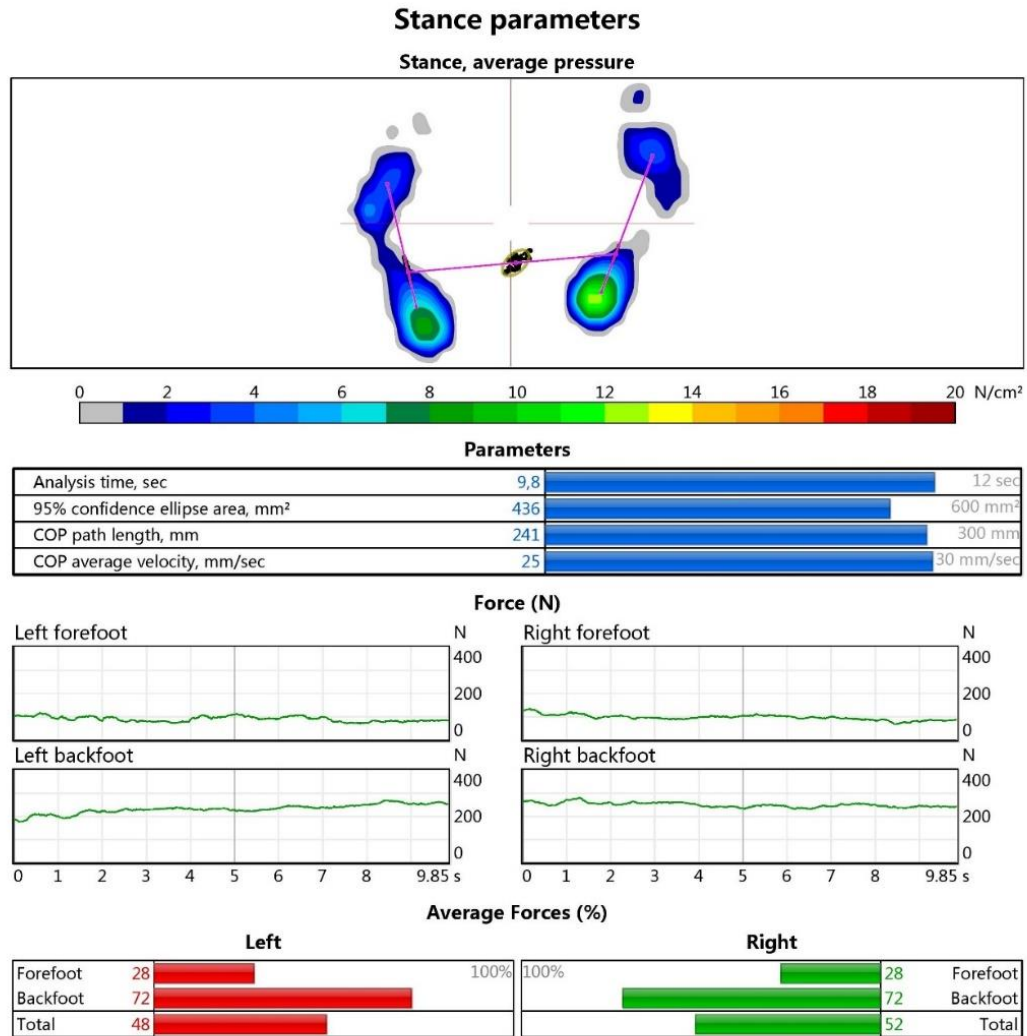 Stance parameters
Stance, average pressure
0 2 4 6 8 10 12 14 16 18 20 N/cm²
Parameters
Analysis time, sec 9,8 12 sec
95% confidence ellipse area, mm² 436 600 mm²
COP path length, mm 241 300 mm
COP average velocity, mm/sec 25 30 mm/sec
Force (N)
Left forefoot N Right forefoot N
400 400
200 200
0 0
Left backfoot N Right backfoot N
400 400
200 200
0 0
0 1 2 3 4 5 6 7 8 9.85 s 0 1 2 3 4 5 6 7 8 9.85 s
Average Forces (%)
Left Right
Forefoot 28 100% 100% 28 Forefoot
Backfoot 72 72 Backfoot
Total 48 52 Total